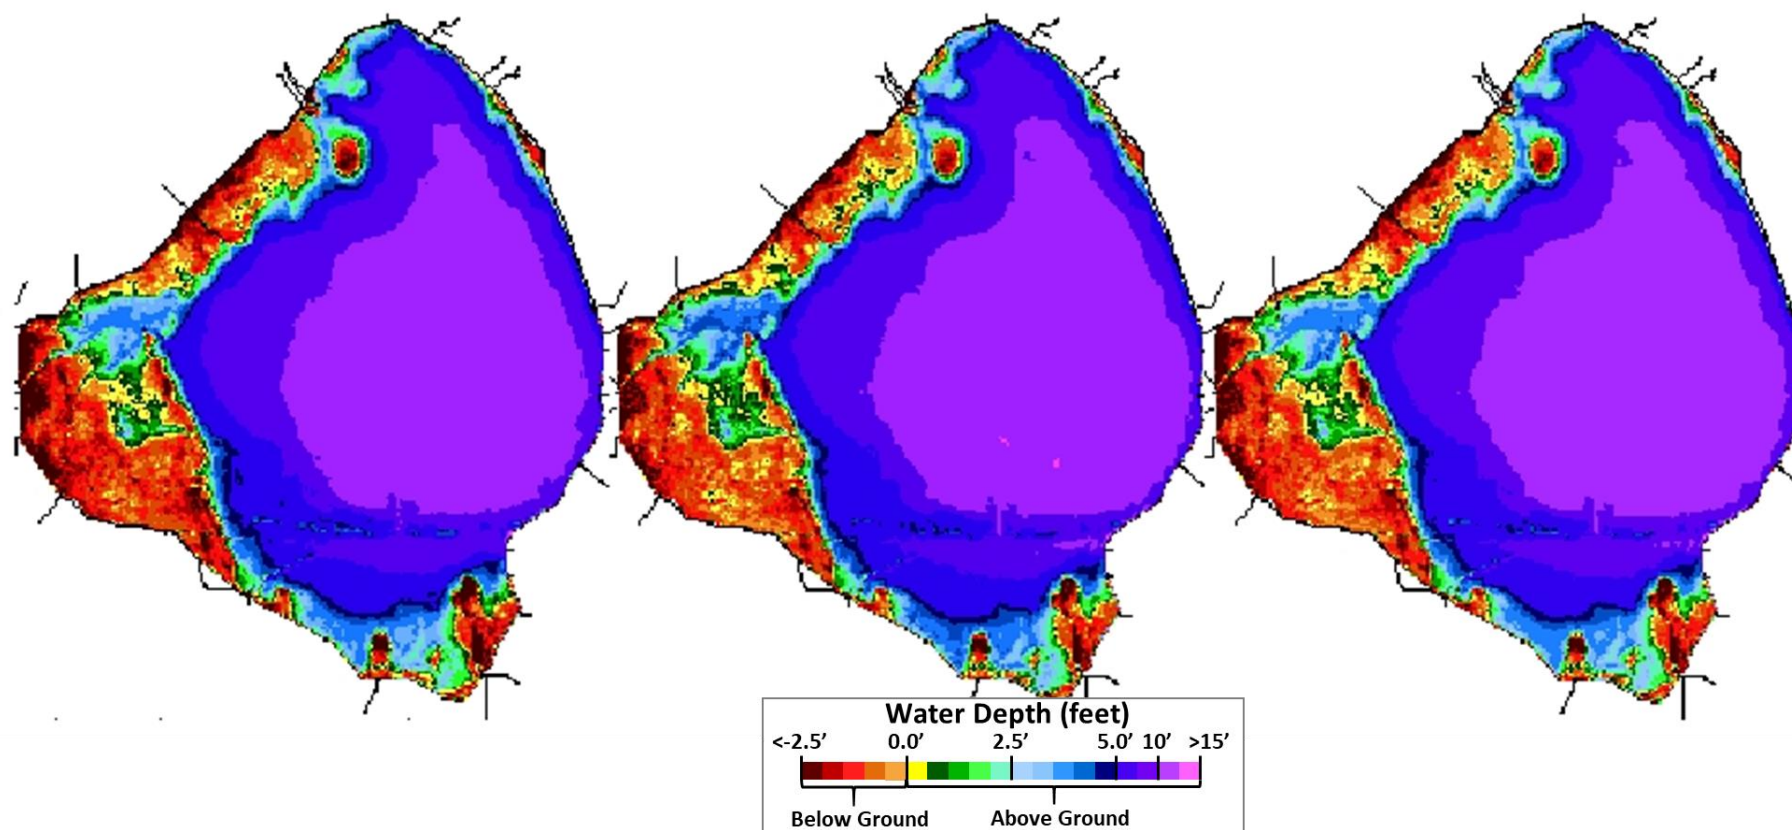 Water Depth (feet)
<-2.5’ 0.0’ 2.5’ 5.0’ 10’ >15’
Below Ground Above Ground